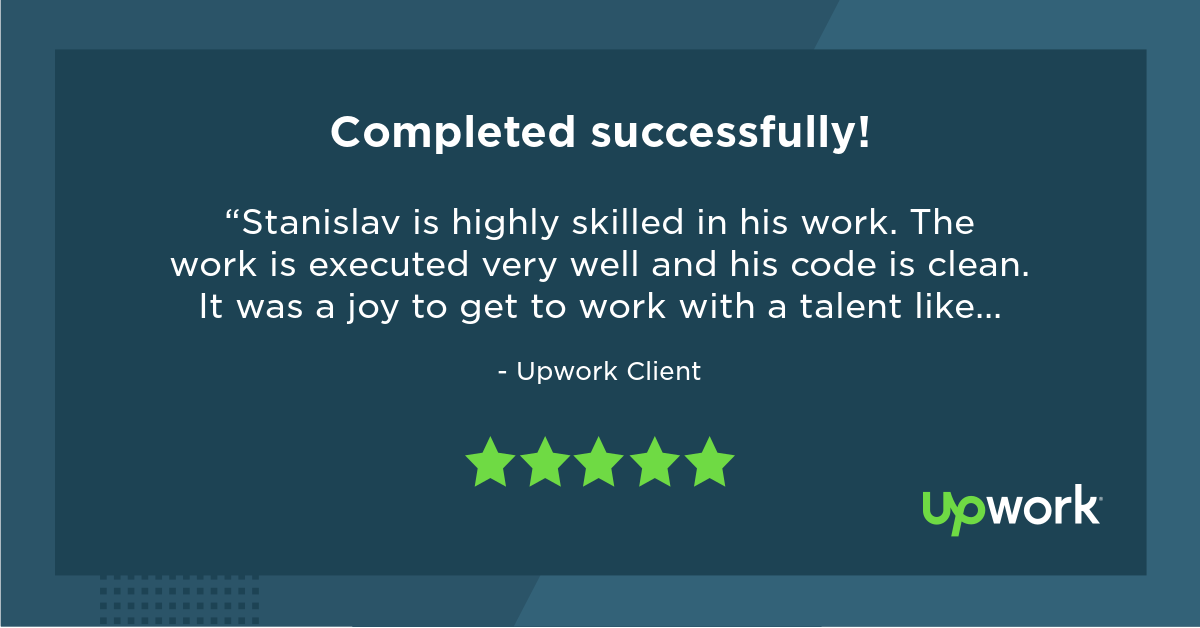 Completed successfully!
“Stanislav is highly skilled in his work. The
work is executed very well and his code is clean.
It was a joy to get to work with a talent like...
- Upwork Client
upwork